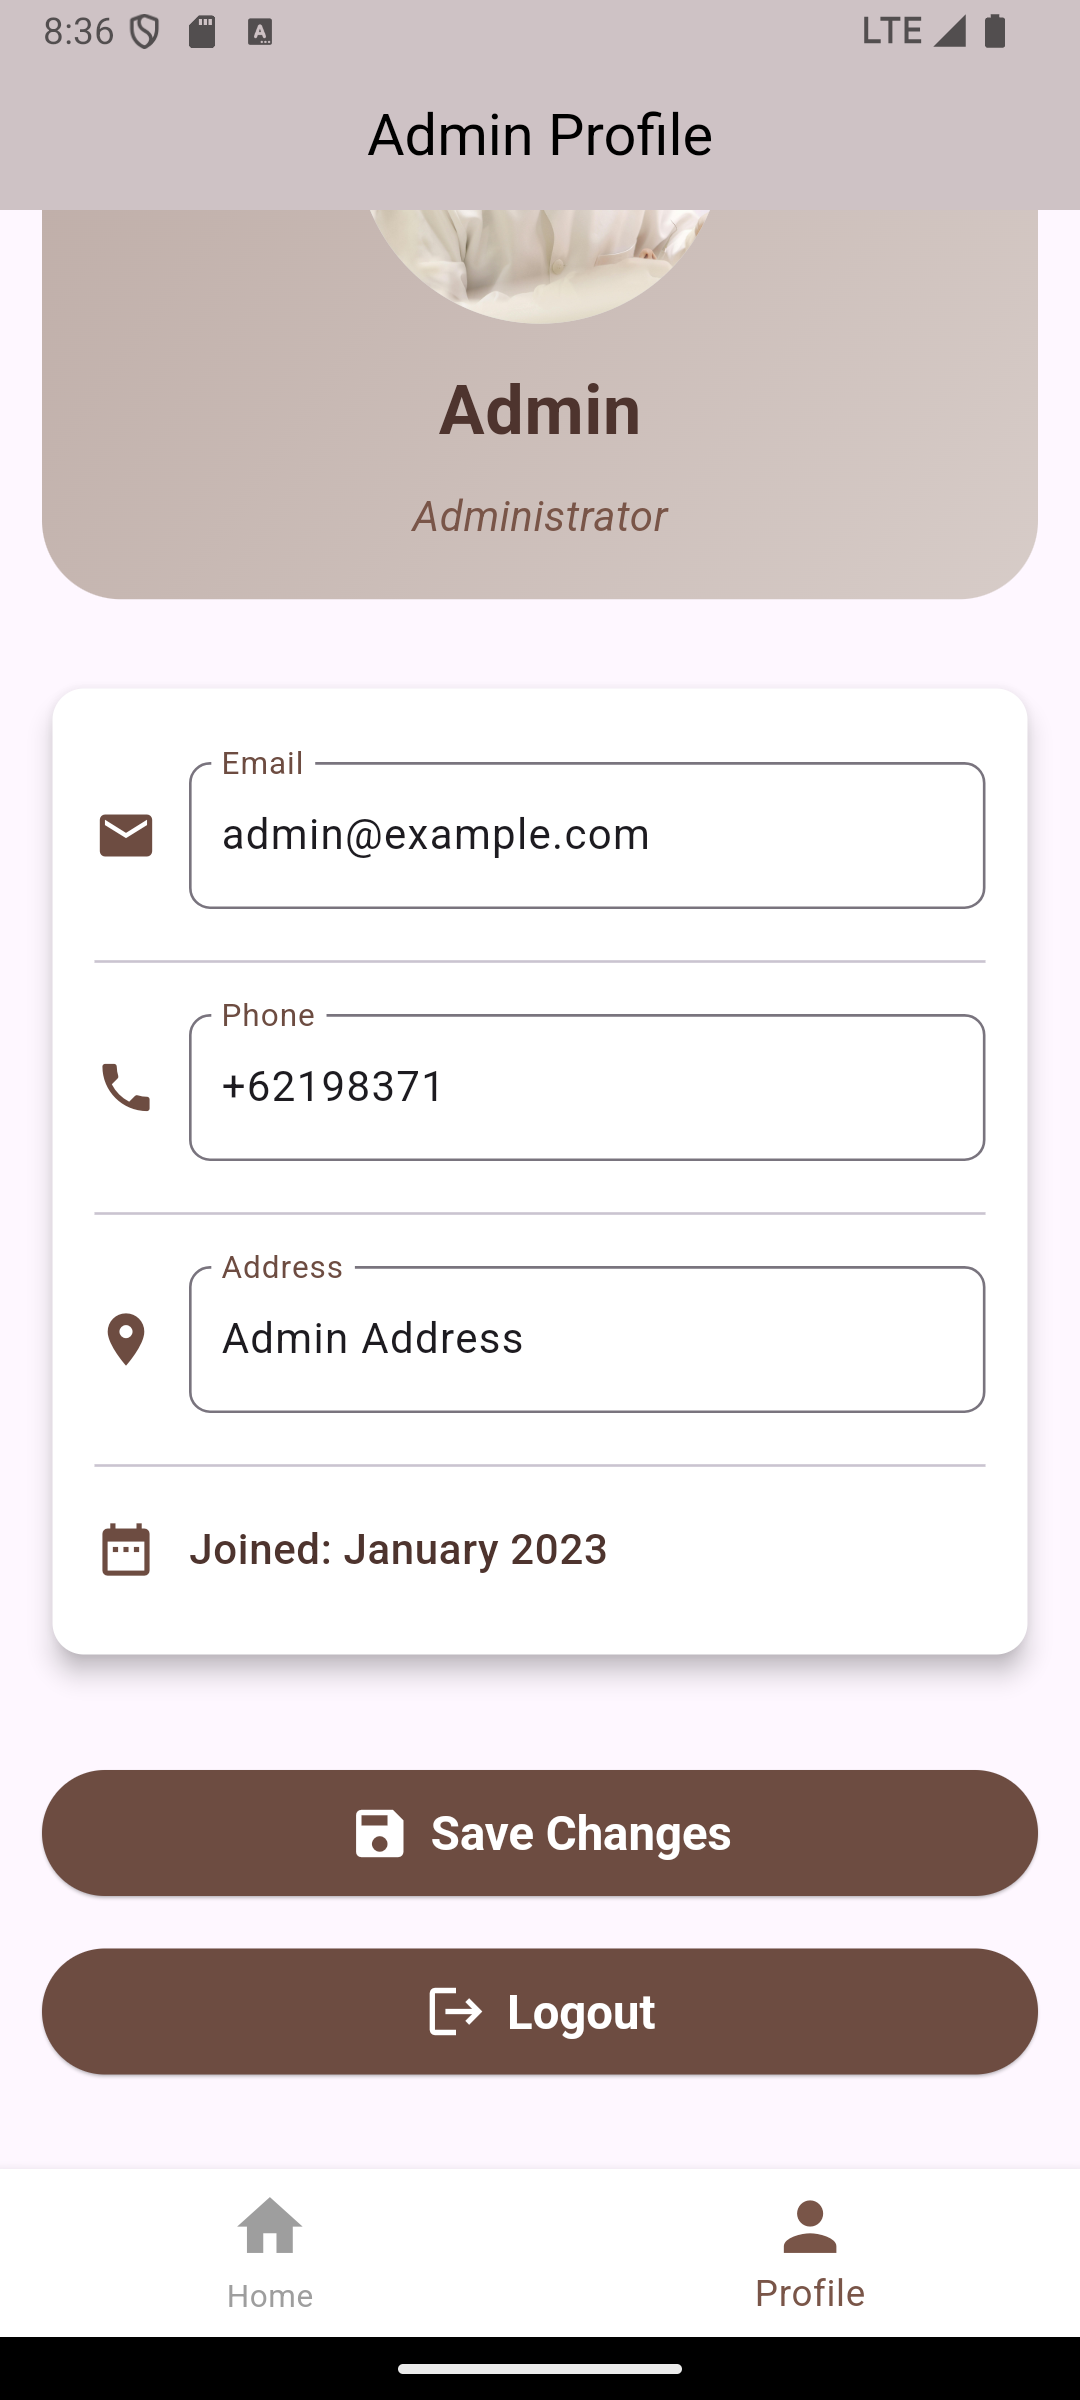 8:36
LTE
Admin Profile
Admin
Administrator
Email
admin@example.com
Phone
+62198371
Address
Admin Address
Joined: January 2023
Save Changes
Logout
Home
Profile